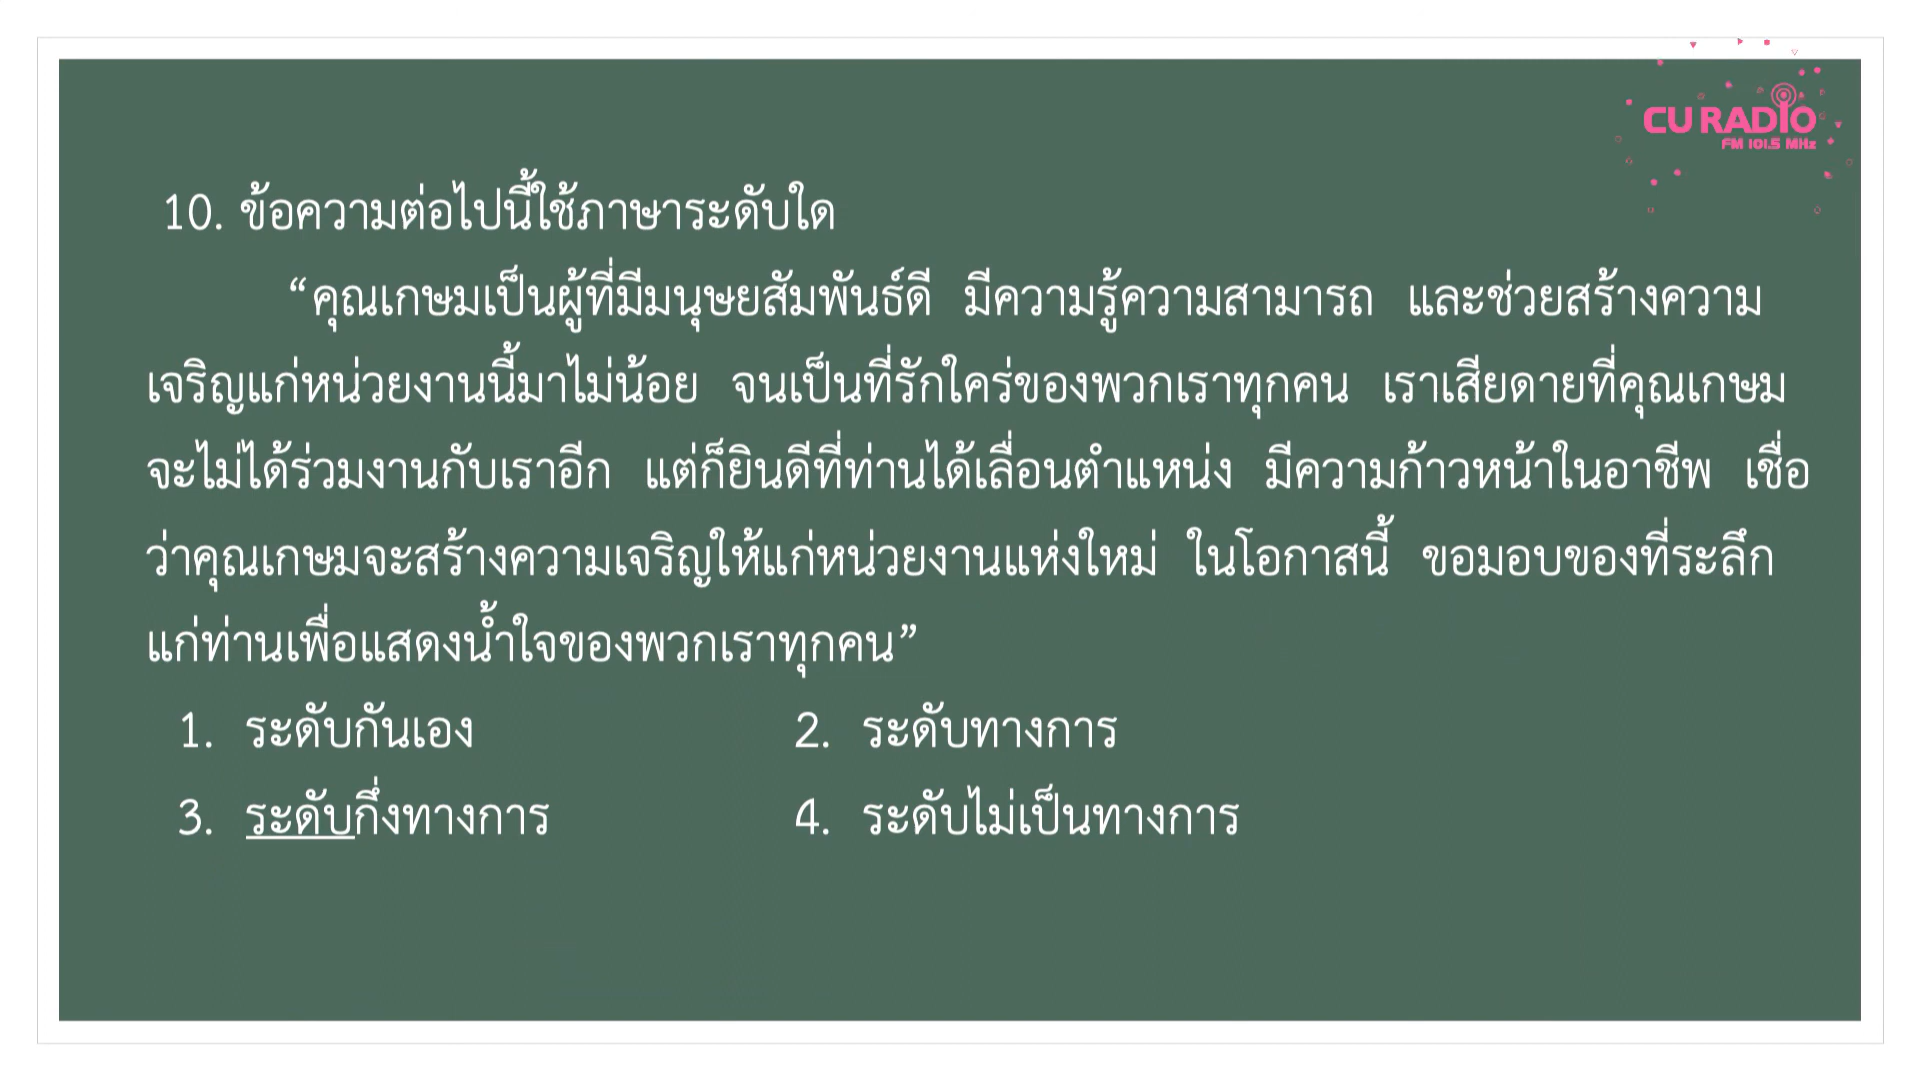 CU RADIO
FM 101.5 MHz
10. ข้อความต่อไปนี้ใช้ภาษาระดับใด
“คุณเกษมเป็นผู้ที่มีมนุษยสัมพันธ์ดี มีความรู้ความสามารถ และช่วยสร้างความ
เจริญแก่หน่วยงานนี้มาไม่น้อย จนเป็นที่รักใคร่ของพวกเราทุกคน เราเสียดายที่คุณเกษม
จะไม่ได้ร่วมงานกับเราอีก แต่ก็ยินดีที่ท่านได้เลื่อนตำแหน่ง มีความก้าวหน้าในอาชีพ เชื่อ
ว่าคุณเกษมจะสร้างความเจริญให้แก่หน่วยงานแห่งใหม่ ในโอกาสนี้ ขอมอบของที่ระลึก
แก่ท่านเพื่อแสดงน้ำใจของพวกเราทุกคน”
1. ระดับกันเอง 2. ระดับทางการ
3. ระดับกึ่งทางการ 4. ระดับไม่เป็นทางการ